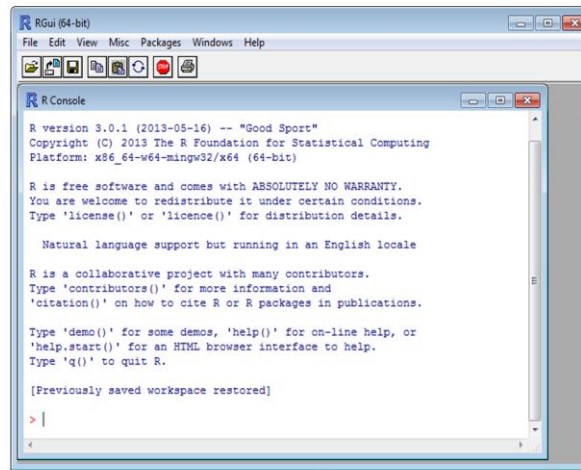 RGui (64-bit)
File Edit View Misc Packages Windows Help
STOP
R Console
R version 3.0.1 (2013-05-16) -- "Good Sport"
Copyright (C) 2013 The R Foundation for Statistical Computing
Platform: x86_64-w64-mingw32/x64 (64-bit)
R is free software and comes with ABSOLUTELY NO WARRANTY.
You are welcome to redistribute it under certain conditions.
Type 'license()' or 'licence()' for distribution details.
Natural language support but running in an English locale
R is a collaborative project with many contributors.
Type 'contributors()' for more information and
'citation()' on how to cite R or R packages in publications.
Type 'demo()' for some demos, 'help()' for on-line help, or
'help.start()' for an HTML browser interface to help.
Type 'q()' to quit R.
[Previously saved workspace restored]
>